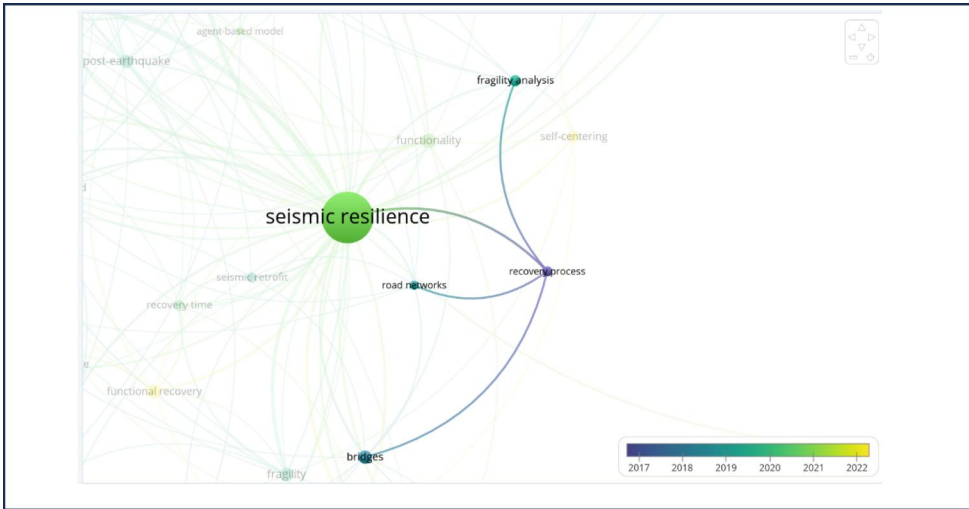 agent-based model
post-earthquake
fragility analysis
functionality
self-centering
d
seismic resilience
recovery process
seismic retrofit
road networks
recovery time
e
functional recovery
bridges
fragility
2017 2018 2019 2020 2021 2022